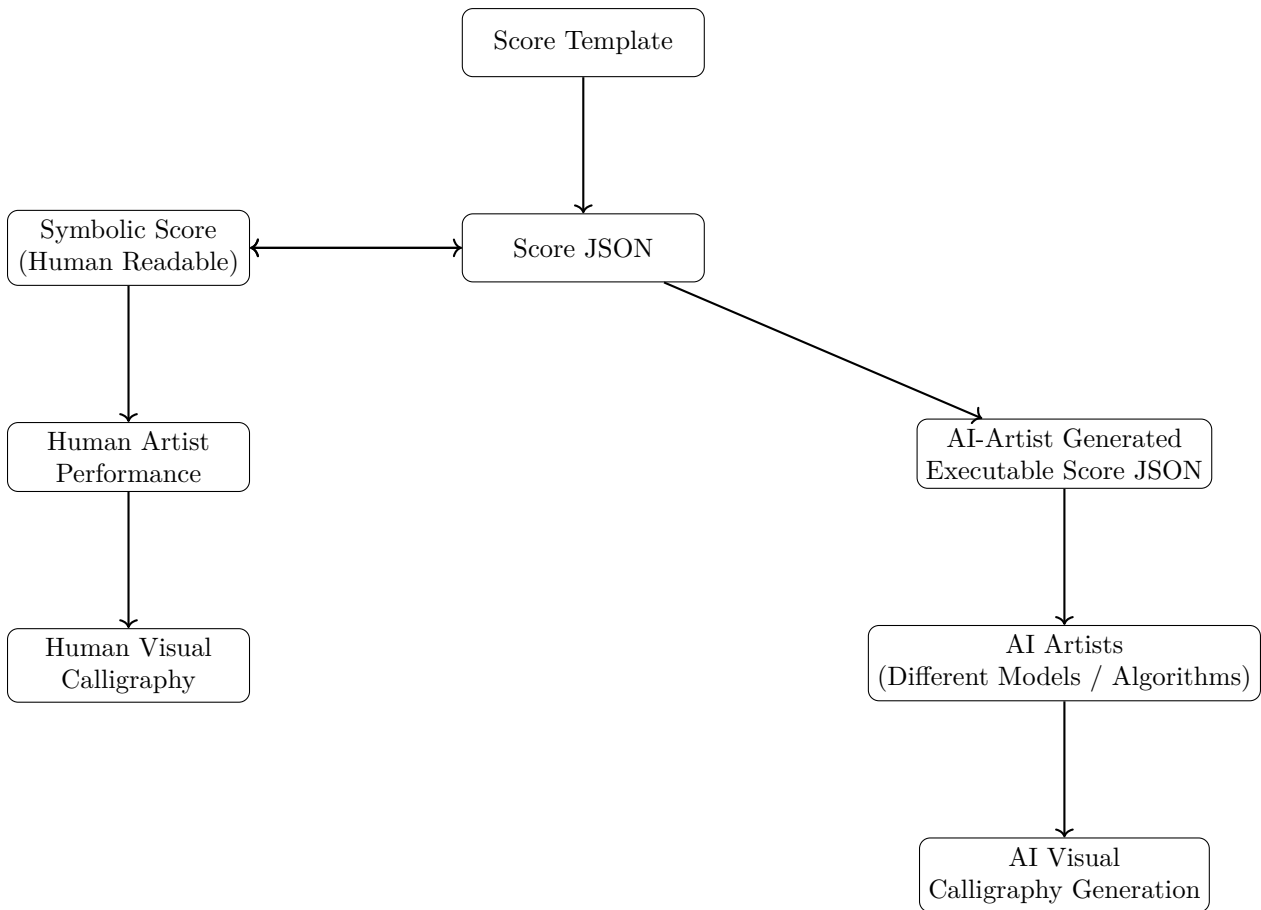 Score Template
Symbolic Score
(Human Readable)
Score JSON
Human Artist
Performance
AI-Artist Generated
Executable Score JSON
Human Visual
Calligraphy
AI Artists
(Different Models / Algorithms)
AI Visual
Calligraphy Generation